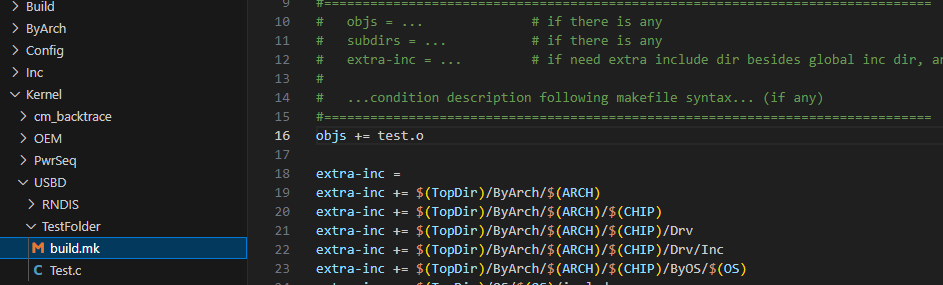 Build
ByArch
Config
Inc
Kernel
cm_backtrace
OEM
PwrSeq
USBD
RNDIS
TestFolder
M build.mk
C Test.c
9 #===============================================================================
10 # objs = ... # if there is any
11 # subdirs = ... # if there is any
12 # extra-inc = ... # if need extra include dir besides global inc dir,
13 #
14 # ...condition description following makefile syntax... (if any)
15 #===============================================================================
16 objs += test.o
17
18 extra-inc =
19 extra-inc += $(TopDir)/ByArch/$(ARCH)
20 extra-inc += $(TopDir)/ByArch/$(ARCH)/$(CHIP)
21 extra-inc += $(TopDir)/ByArch/$(ARCH)/$(CHIP)/Drv
22 extra-inc += $(TopDir)/ByArch/$(ARCH)/$(CHIP)/Drv/Inc
23 extra-inc += $(TopDir)/ByArch/$(ARCH)/$(CHIP)/ByOS/$(OS)